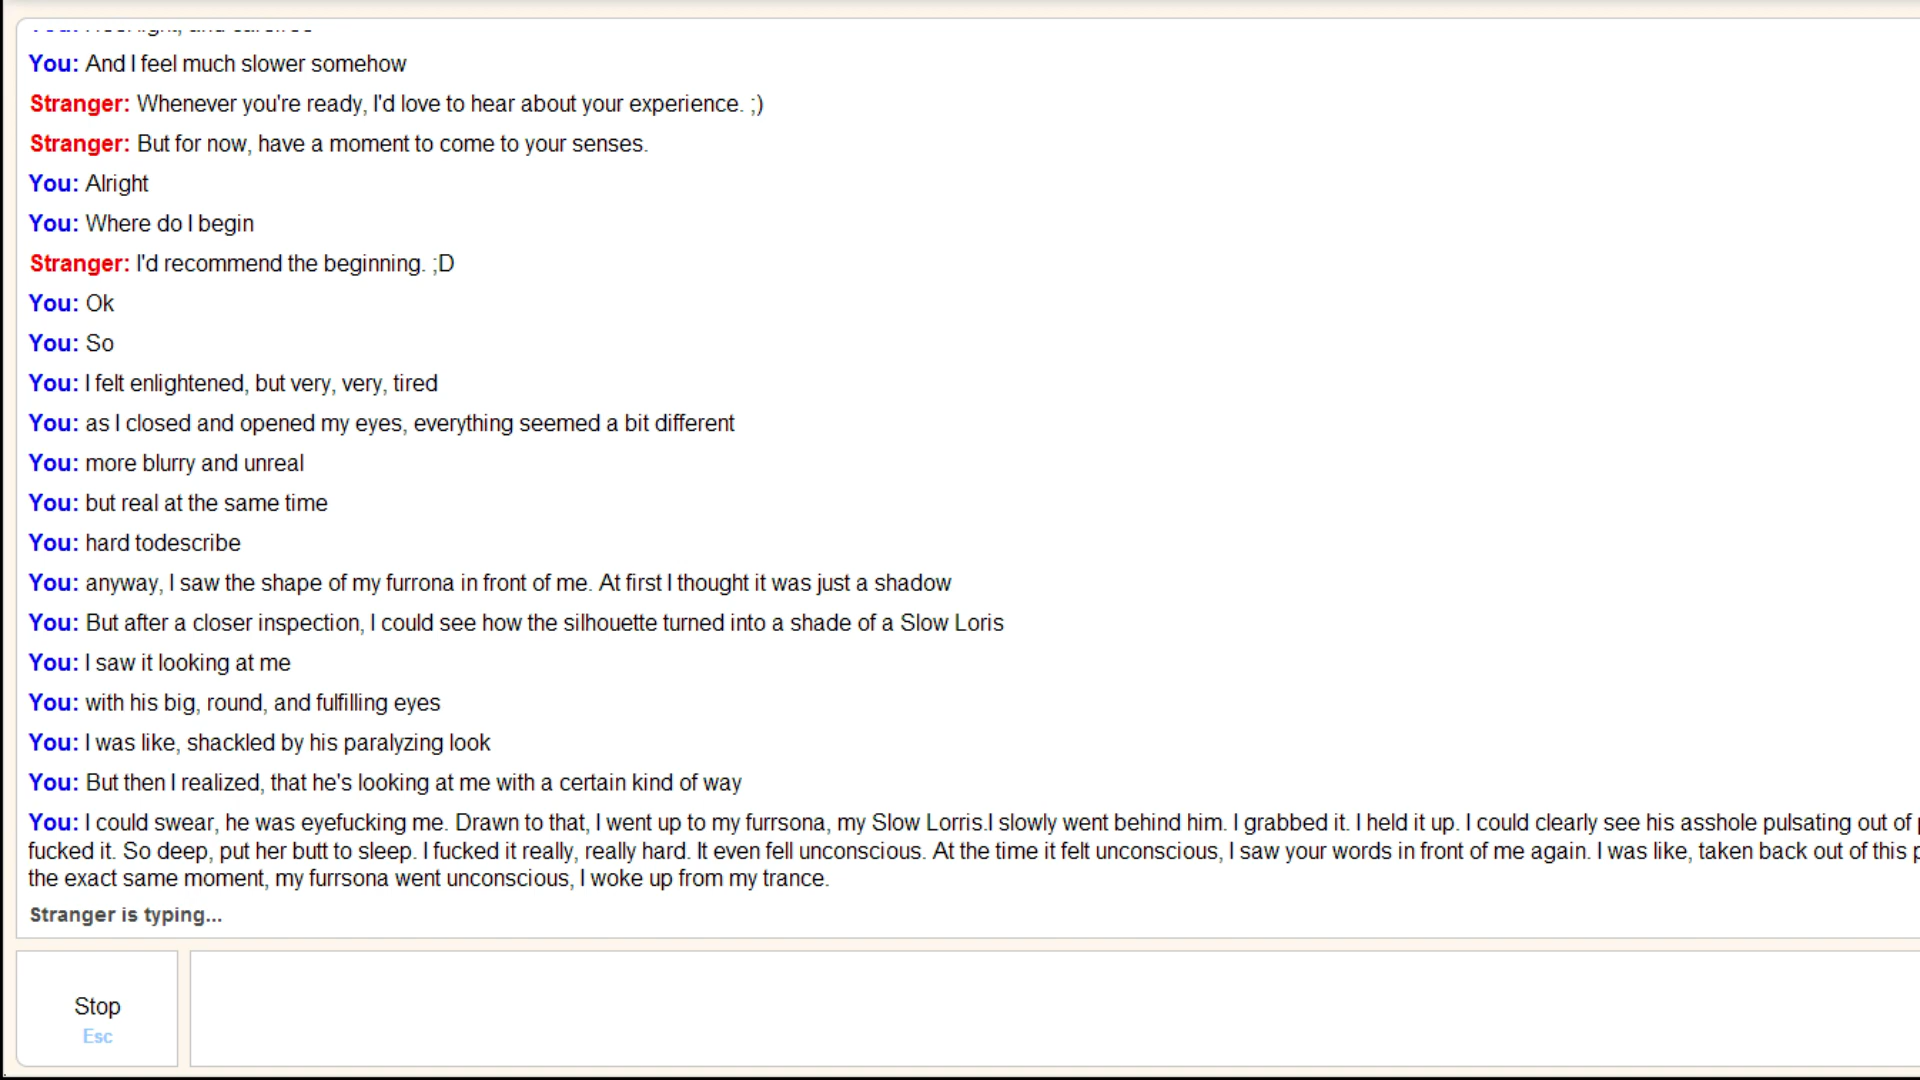 You: And I feel much slower somehow
Stranger: Whenever you're ready, I'd love to hear about your experience. ;)
Stranger: But for now, have a moment to come to your senses.
You: Alright
You: Where do I begin
Stranger: I'd recommend the beginning. ;D
You: Ok
You: So
You: I felt enlightened, but very, very, tired
You: as I closed and opened my eyes, everything seemed a bit different
You: more blurry and unreal
You: but real at the same time
You: hard todescribe
You: anyway, I saw the shape of my furrona in front of me. At first I thought it was just a shadow
You: But after a closer inspection, I could see how the silhouette turned into a shade of a Slow Loris
You: I saw it looking at me
You: with his big, round, and fulfilling eyes
You: I was like, shackled by his paralyzing look
You: But then I realized, that he's looking at me with a certain kind of way
You: I could swear, he was eyefucking me. Drawn to that, I went up to my furrsona, my Slow Lorris.I slowly went behind him. I grabbed it. I held it up. I could clearly see his asshole pulsating out of
fucked it. So deep, put her butt to sleep. I fucked it really, really hard. It even fell unconscious. At the time it felt unconscious, I saw your words in front of me again. I was like, taken back out of this
the exact same moment, my furrsona went unconscious, I woke up from my trance.
Stranger is typing...
Stop
Esc